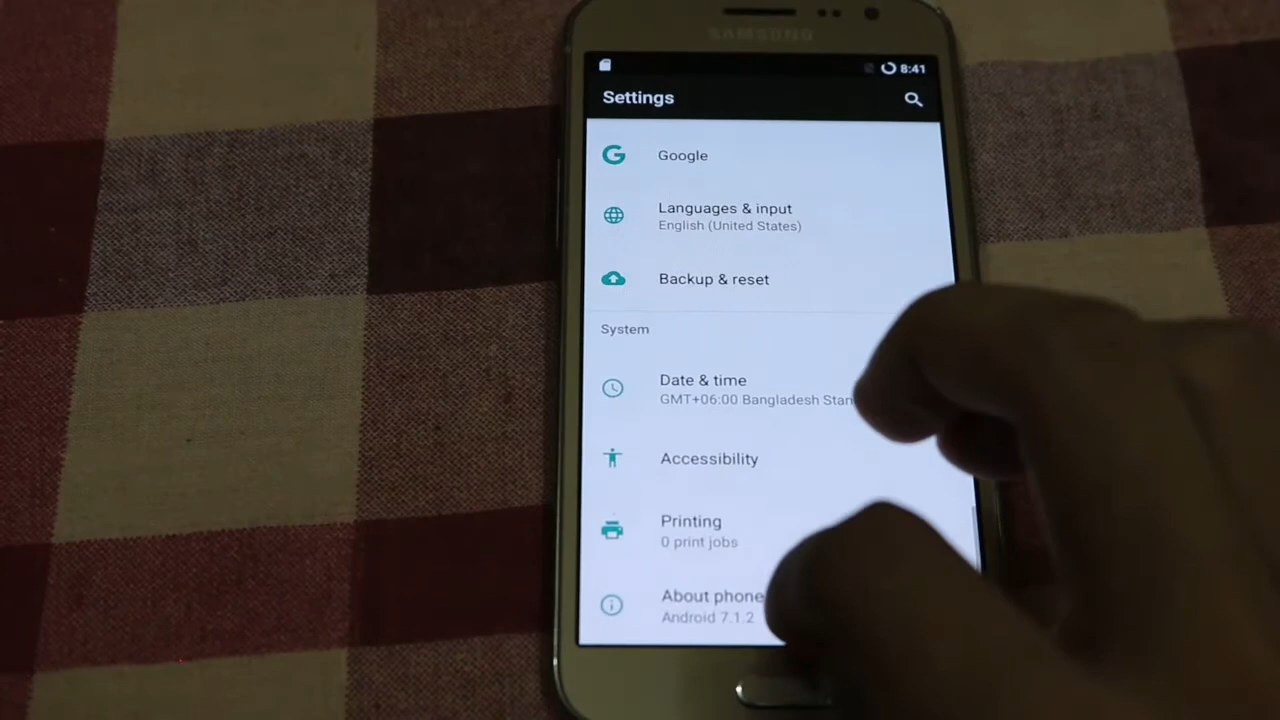 SAMSUNG
8:41
Settings
Google
Languages & input
English (United States)
Backup & reset
System
Date & time
GMT+06:00 Bangladesh Stan
Accessibility
Printing
0 print jobs
About phone
Android 7.1.2